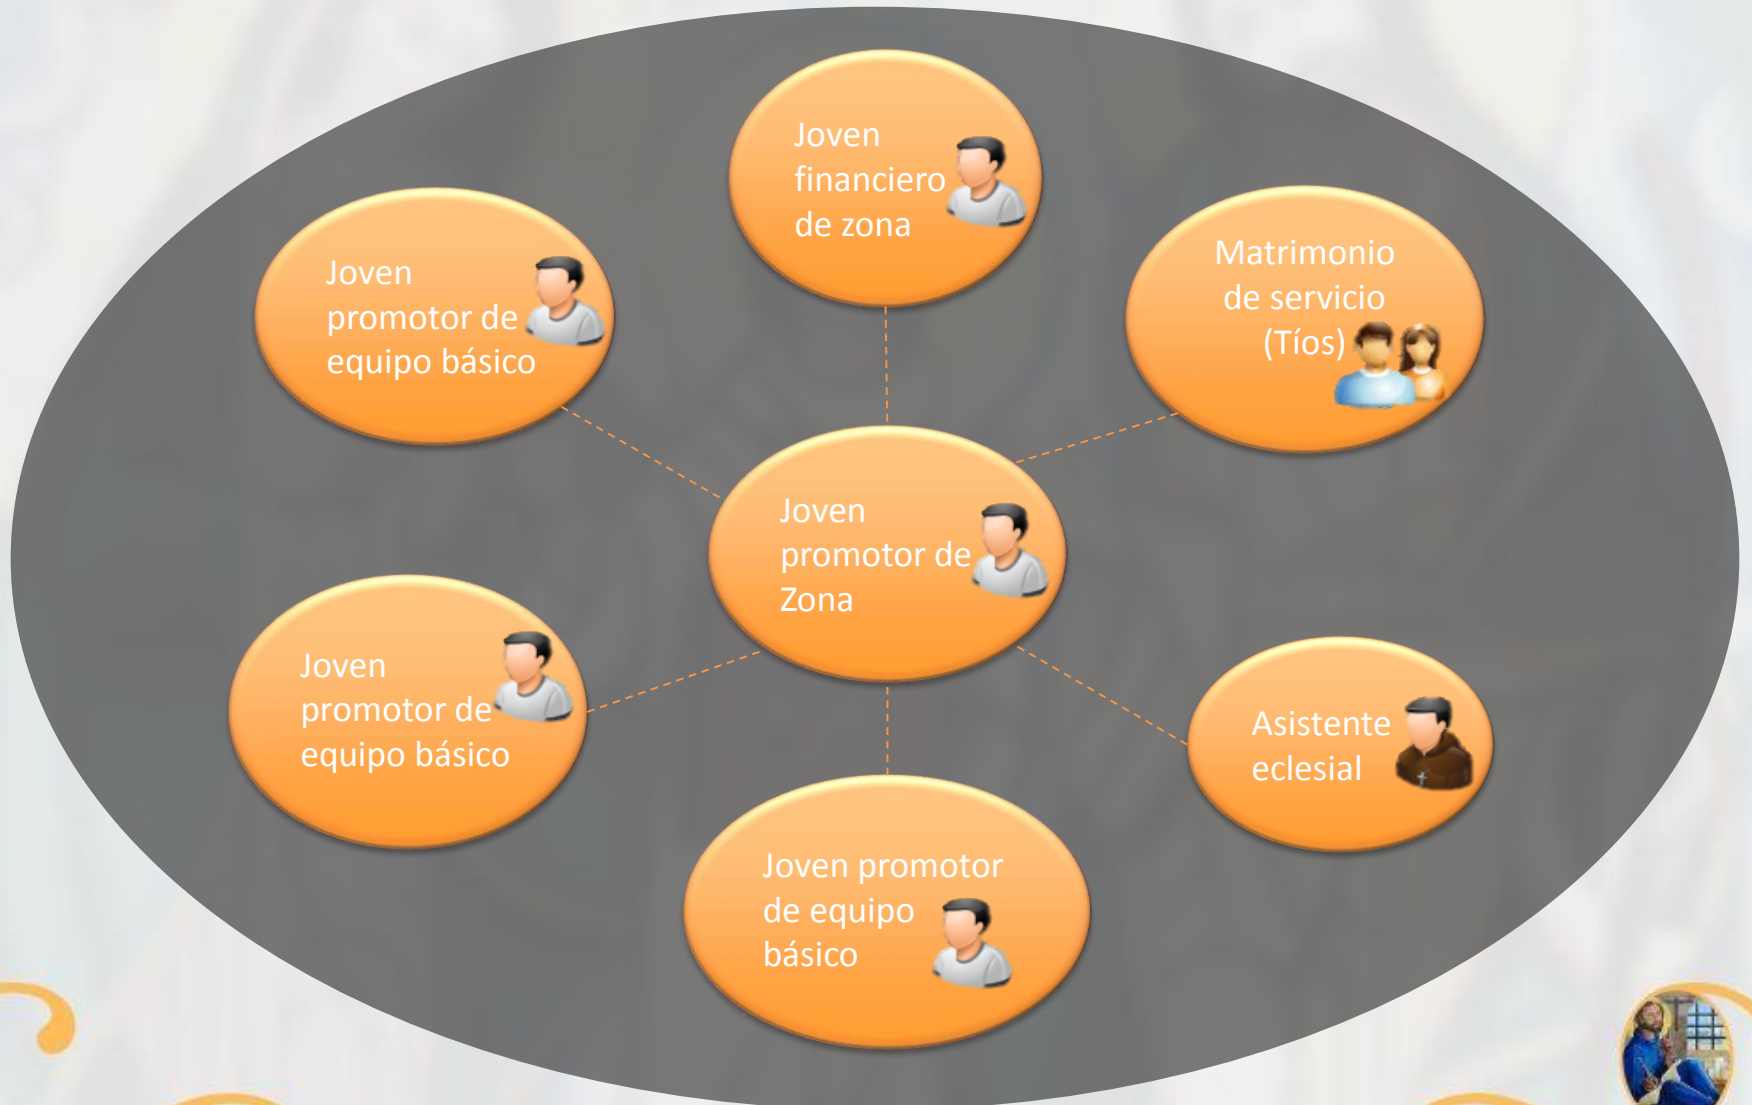 Joven
financiero
de zona
Joven
promotor de
equipo básico
Matrimonio
de servicio
(Tíos)
Joven
promotor de
Zona
Joven
promotor de
equipo básico
Asistente
eclesial
Joven promotor
de equipo
básico